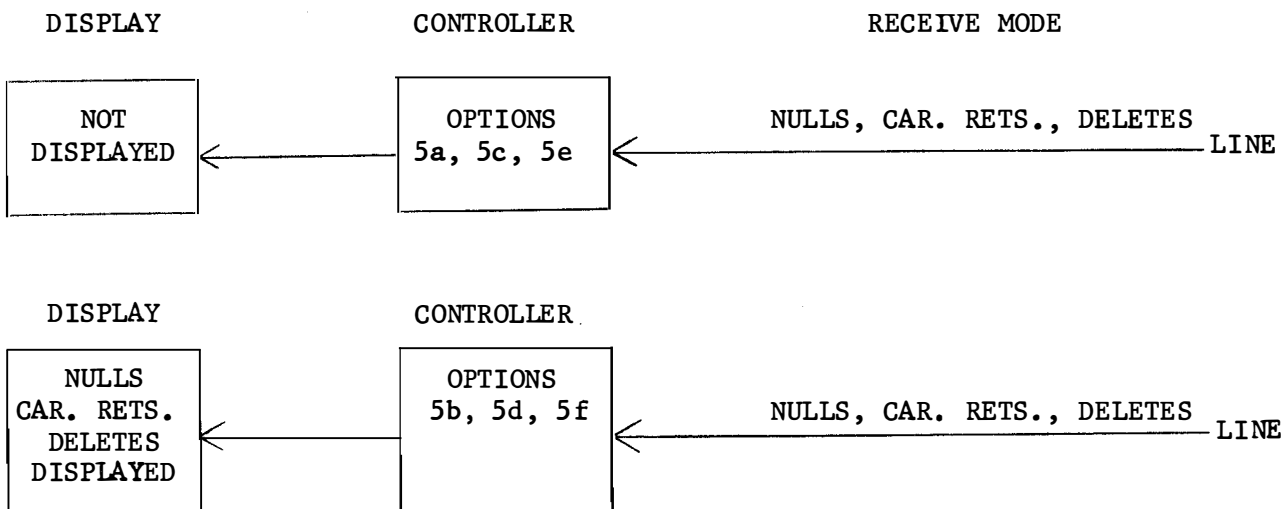 DISPLAY CONTROLLER RECEIVE MODE
NOT
DISPLAYED
OPTIONS
5a, 5c, 5e
NULLS, CAR. RETS., DELETES
LINE
DISPLAY CONTROLLER
NULLS
CAR. RETS.
DELETES
DISPLAYED
OPTIONS
5b, 5d, 5f
NULLS, CAR. RETS., DELETES
LINE